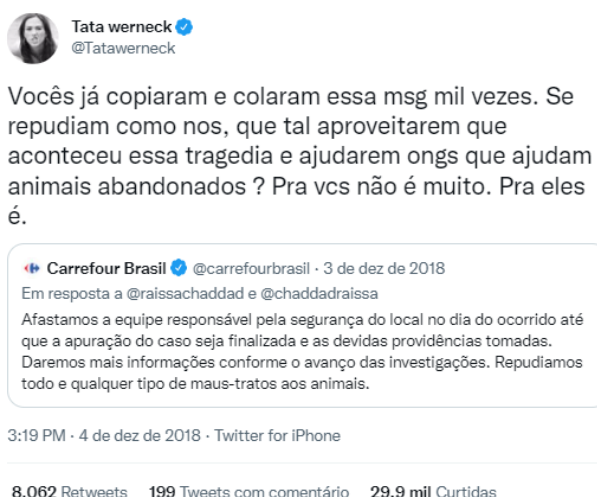 Tata werneck
@Tatawerneck
Vocês já copiaram e colaram essa msg mil vezes. Se
repudiam como nos, que tal aproveitarem que
aconteceu essa tragedia e ajudarem ongs que ajudam
animais abandonados ? Pra vcs não é muito. Pra eles
é.
Carrefour Brasil @carrefourbrasil · 3 de dez de 2018
Em resposta a @raissachaddad e @chaddadraissa
Afastamos a equipe responsável pela segurança do local no dia do ocorrido até
que a apuração do caso seja finalizada e as devidas providências tomadas.
Daremos mais informações conforme o avanço das investigações. Repudiamos
todo e qualquer tipo de maus-tratos aos animais.
3:19 PM · 4 de dez de 2018 · Twitter for iPhone
8.062 Retweets 199 Tweets com comentário 29,9 mil Curtidas